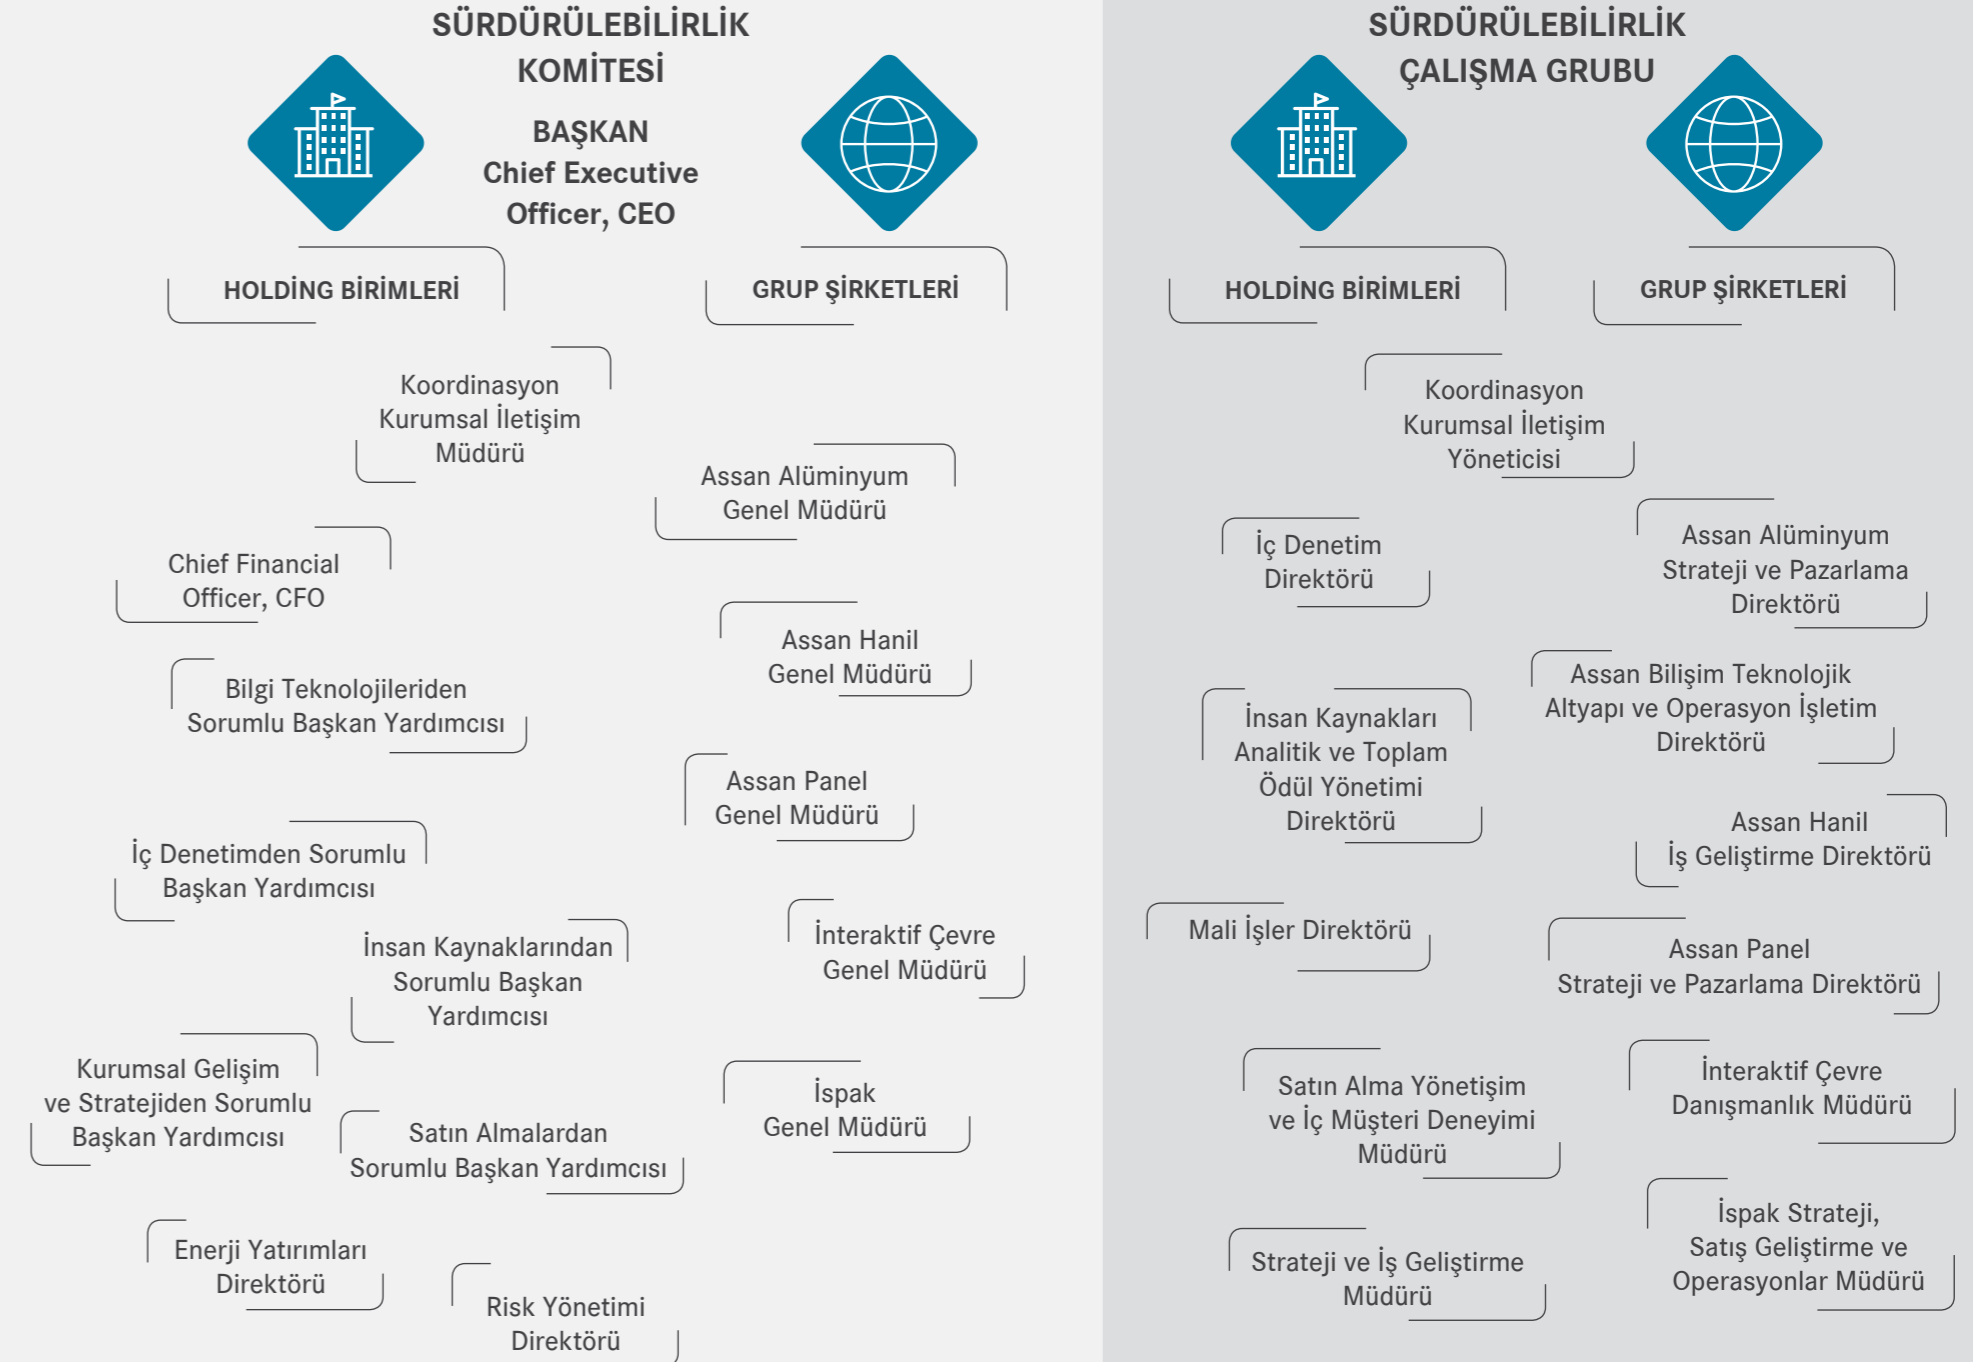 SÜRDÜRÜLEBİLİRLİK
KOMİTESİ
BAŞKAN
Chief Executive
Officer, CEO
HOLDİNG BİRİMLERİ
Koordinasyon
Kurumsal İletişim
Müdürü
Chief Financial
Officer, CFO
Bilgi Teknolojileriden
Sorumlu Başkan Yardımcısı
İç Denetimden Sorumlu
Başkan Yardımcısı
İnsan Kaynaklarından
Sorumlu Başkan
Yardımcısı
Kurumsal Gelişim
ve Stratejiden Sorumlu
Başkan Yardımcısı
Satın Almalardan
Sorumlu Başkan Yardımcısı
Enerji Yatırımları
Direktörü
Risk Yönetimi
Direktörü
GRUP ŞİRKETLERİ
Assan Alüminyum
Genel Müdürü
Assan Hanil
Genel Müdürü
Assan Panel
Genel Müdürü
İnteraktif Çevre
Genel Müdürü
İspak
Genel Müdürü
SÜRDÜRÜLEBİLİRLİK
ÇALIŞMA GRUBU
HOLDİNG BİRİMLERİ
Koordinasyon
Kurumsal İletişim
Yöneticisi
İç Denetim
Direktörü
İnsan Kaynakları
Analitik ve Toplam
Ödül Yönetimi
Direktörü
Mali İşler Direktörü
Satın Alma Yönetişim
ve İç Müşteri Deneyimi
Müdürü
Strateji ve İş Geliştirme
Müdürü
GRUP ŞİRKETLERİ
Assan Alüminyum
Strateji ve Pazarlama
Direktörü
Assan Bilişim Teknolojik
Altyapı ve Operasyon İşletim
Direktörü
Assan Hanil
İş Geliştirme Direktörü
Assan Panel
Strateji ve Pazarlama Direktörü
İnteraktif Çevre
Danışmanlık Müdürü
İspak Strateji,
Satış Geliştirme ve
Operasyonlar Müdürü